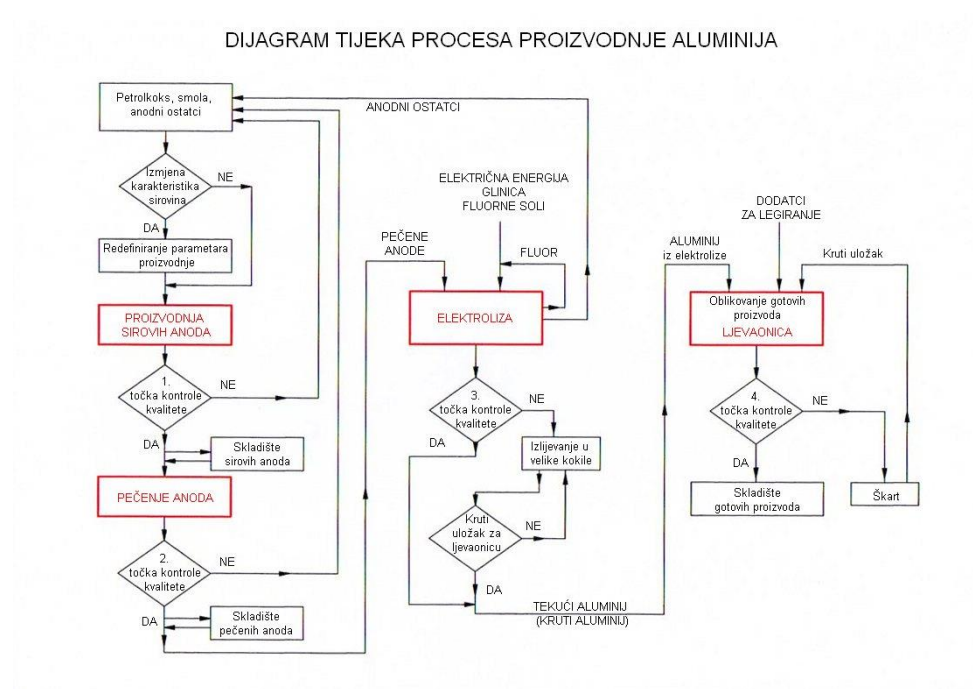 DIJAGRAM TIJEKA PROCESA PROIZVODNJE ALUMINIJA
Petrolkoks, smola,
anodni ostatci
ANODNI OSTATCI
Izmjena
karakteristika
sirovina
NE
DA
Redefiniranje parametara
proizvodnje
PROIZVODNJA
SIROVIH ANODA
1.
točka kontrole
kvalitete
NE
DA
Skladište
sirovih anoda
PEČENJE ANODA
2.
točka kontrole
kvalitete
NE
DA
Skladište
pečenih anoda
PEČENE
ANODE
ELEKTRIČNA ENERGIJA
GLINICA
FLUORNE SOLI
FLUOR
ELEKTROLIZA
3.
točka kontrole
kvalitete
NE
DA
Izlijevanje u
velike kokile
Kruti
uložak za
ljevaonicu
NE
DA
TEKUĆI ALUMINIJ
(KRUTI ALUMINIJ)
ALUMINIJ
iz elektrolize
DODATCI
ZA LEGIRANJE
Kruti uložak
Oblikovanje gotovih
proizvoda
LJEVAONICA
4.
točka kontrole
kvalitete
NE
DA
Skladište
gotovih proizvoda
Škart